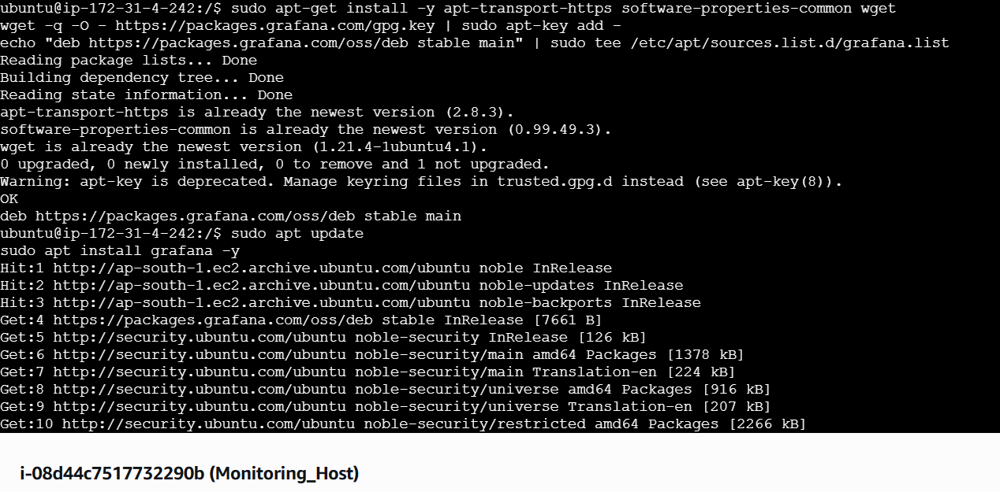 ubuntu@ip-172-31-4-242:/$ sudo apt-get install -y apt-transport-https software-properties-common wget
wget -q -O - https://packages.grafana.com/gpg.key | sudo apt-key add -
echo "deb https://packages.grafana.com/oss/deb stable main" | sudo tee /etc/apt/sources.list.d/grafana.list
Reading package lists... Done
Building dependency tree... Done
Reading state information... Done
apt-transport-https is already the newest version (2.8.3).
software-properties-common is already the newest version (0.99.49.3).
wget is already the newest version (1.21.4-1ubuntu4.1).
0 upgraded, 0 newly installed, 0 to remove and 1 not upgraded.
Warning: apt-key is deprecated. Manage keyring files in trusted.gpg.d instead (see apt-key(8)).
OK
deb https://packages.grafana.com/oss/deb stable main
ubuntu@ip-172-31-4-242:/$ sudo apt update
sudo apt install grafana -y
Hit:1 http://ap-south-1.ec2.archive.ubuntu.com/ubuntu noble InRelease
Hit:2 http://ap-south-1.ec2.archive.ubuntu.com/ubuntu noble-updates InRelease
Hit:3 http://ap-south-1.ec2.archive.ubuntu.com/ubuntu noble-backports InRelease
Get:4 https://packages.grafana.com/oss/deb stable InRelease [7661 B]
Get:5 http://security.ubuntu.com/ubuntu noble-security InRelease [126 kB]
Get:6 http://security.ubuntu.com/ubuntu noble-security/main amd64 Packages [1378 kB]
Get:7 http://security.ubuntu.com/ubuntu noble-security/main Translation-en [224 kB]
Get:8 http://security.ubuntu.com/ubuntu noble-security/universe amd64 Packages [916 kB]
Get:9 http://security.ubuntu.com/ubuntu noble-security/universe Translation-en [207 kB]
Get:10 http://security.ubuntu.com/ubuntu noble-security/restricted amd64 Packages [2266 kB]
i-08d44c7517732290b (Monitoring_Host)